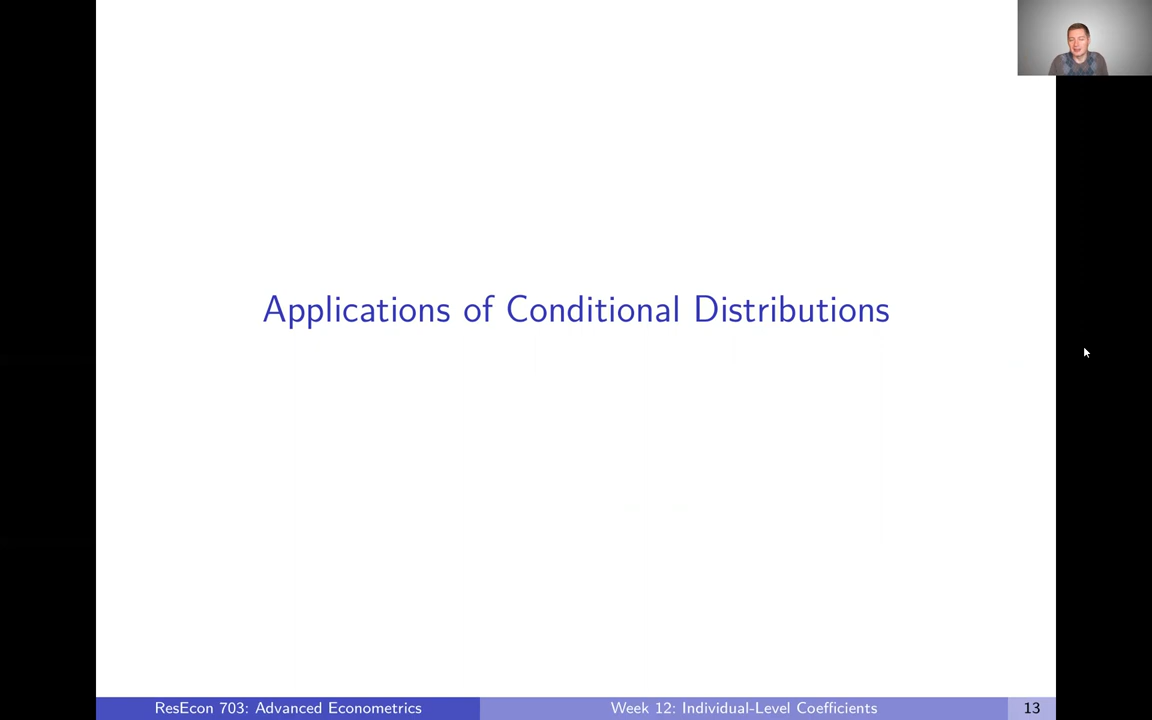 Applications of Conditional Distributions
ResEcon 703: Advanced Econometrics
Week 12: Individual-Level Coefficients
13